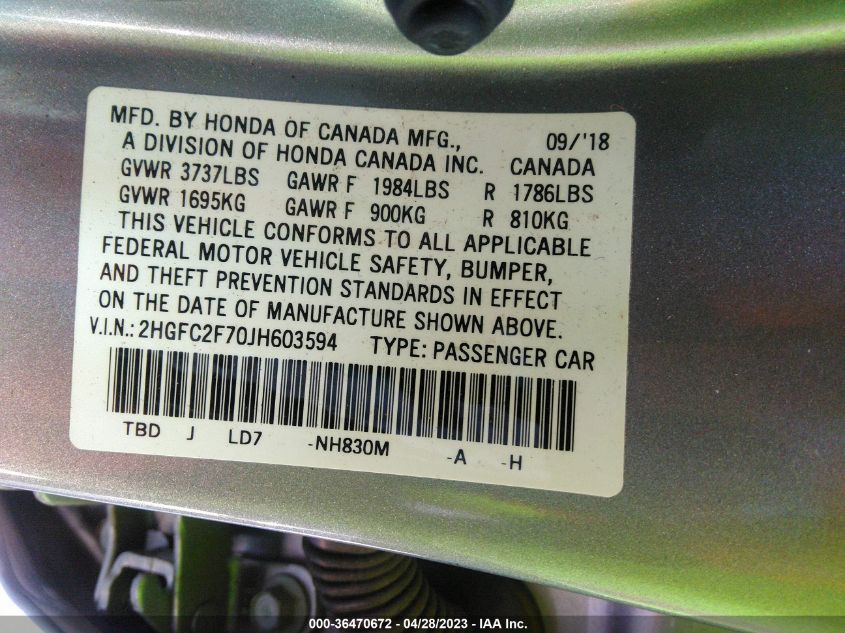 MFD. BY HONDA OF CANADA MFG., 09/'18
A DIVISION OF HONDA CANADA INC. CANADA
GVWR 3737LBS GAWR F 1984LBS R 1786LBS
GVWR 1695KG GAWR F 900KG R 810KG
THIS VEHICLE CONFORMS TO ALL APPLICABLE
FEDERAL MOTOR VEHICLE SAFETY, BUMPER,
AND THEFT PREVENTION STANDARDS IN EFFECT
ON THE DATE OF MANUFACTURE SHOWN ABOVE.
V.I.N.: 2HGFC2F70JH603594 TYPE: PASSENGER CAR
TBD J LD7 -NH830M -A -H
000-36470672 - 04/28/2023 - IAA Inc.